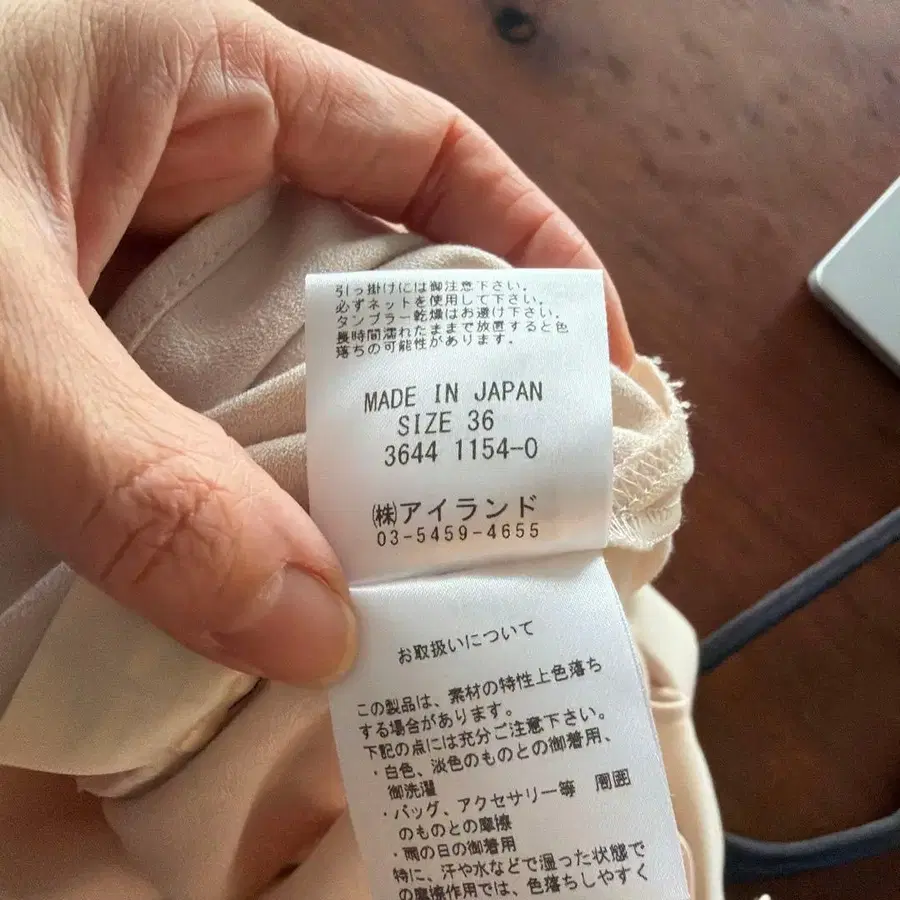 引っ掛けには御注意下さい。
必ずネットを使用して下さい。
タンブラー乾燥はお避け下さい。
長時間濡れたままで放置すると色
落ちの可能性があります。
MADE IN JAPAN
SIZE 36
3644 1154-0
㈱アイランド
03-5459-4655
お取扱いについて
この製品は、素材の特性上色落ち
する場合があります。
下記の点には充分ご注意下さい。
・白色、淡色のものとの御着用、
御洗濯
・バッグ、アクセサリー等 周囲
のものとの摩擦
・雨の日の御着用
特に、汗や水などで湿った状態で
の摩擦作用では、色落ちしやすく